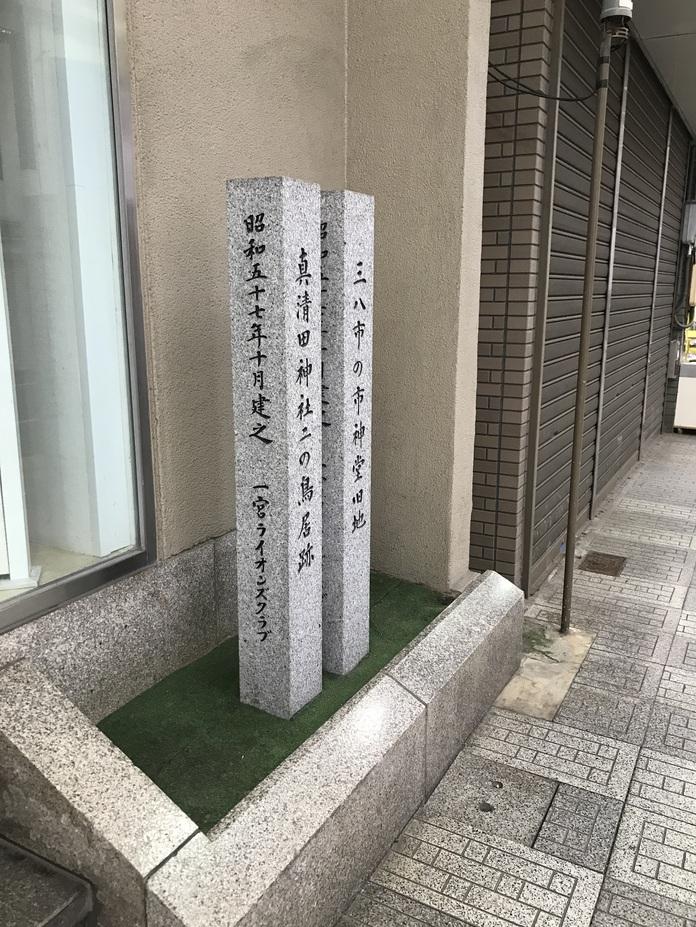 三八市の市神堂旧地
真清田神社二の鳥居跡
昭和五十七年十月建之 一宮ライオンズクラブ